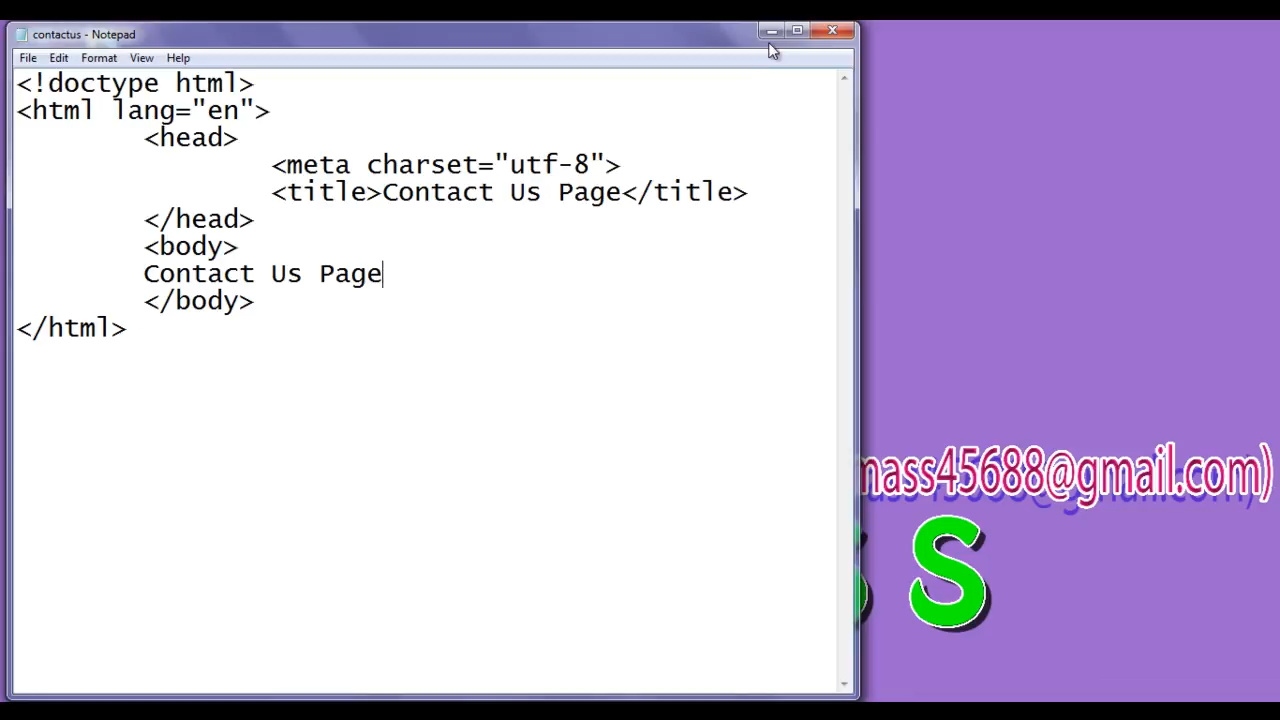 contactus - Notepad
File Edit Format View Help
<!doctype html>
<html lang="en">
<head>
<meta charset="utf-8">
<title>Contact Us Page</title>
</head>
<body>
Contact Us Page
</body>
</html>
mass45688@gmail.com)
S